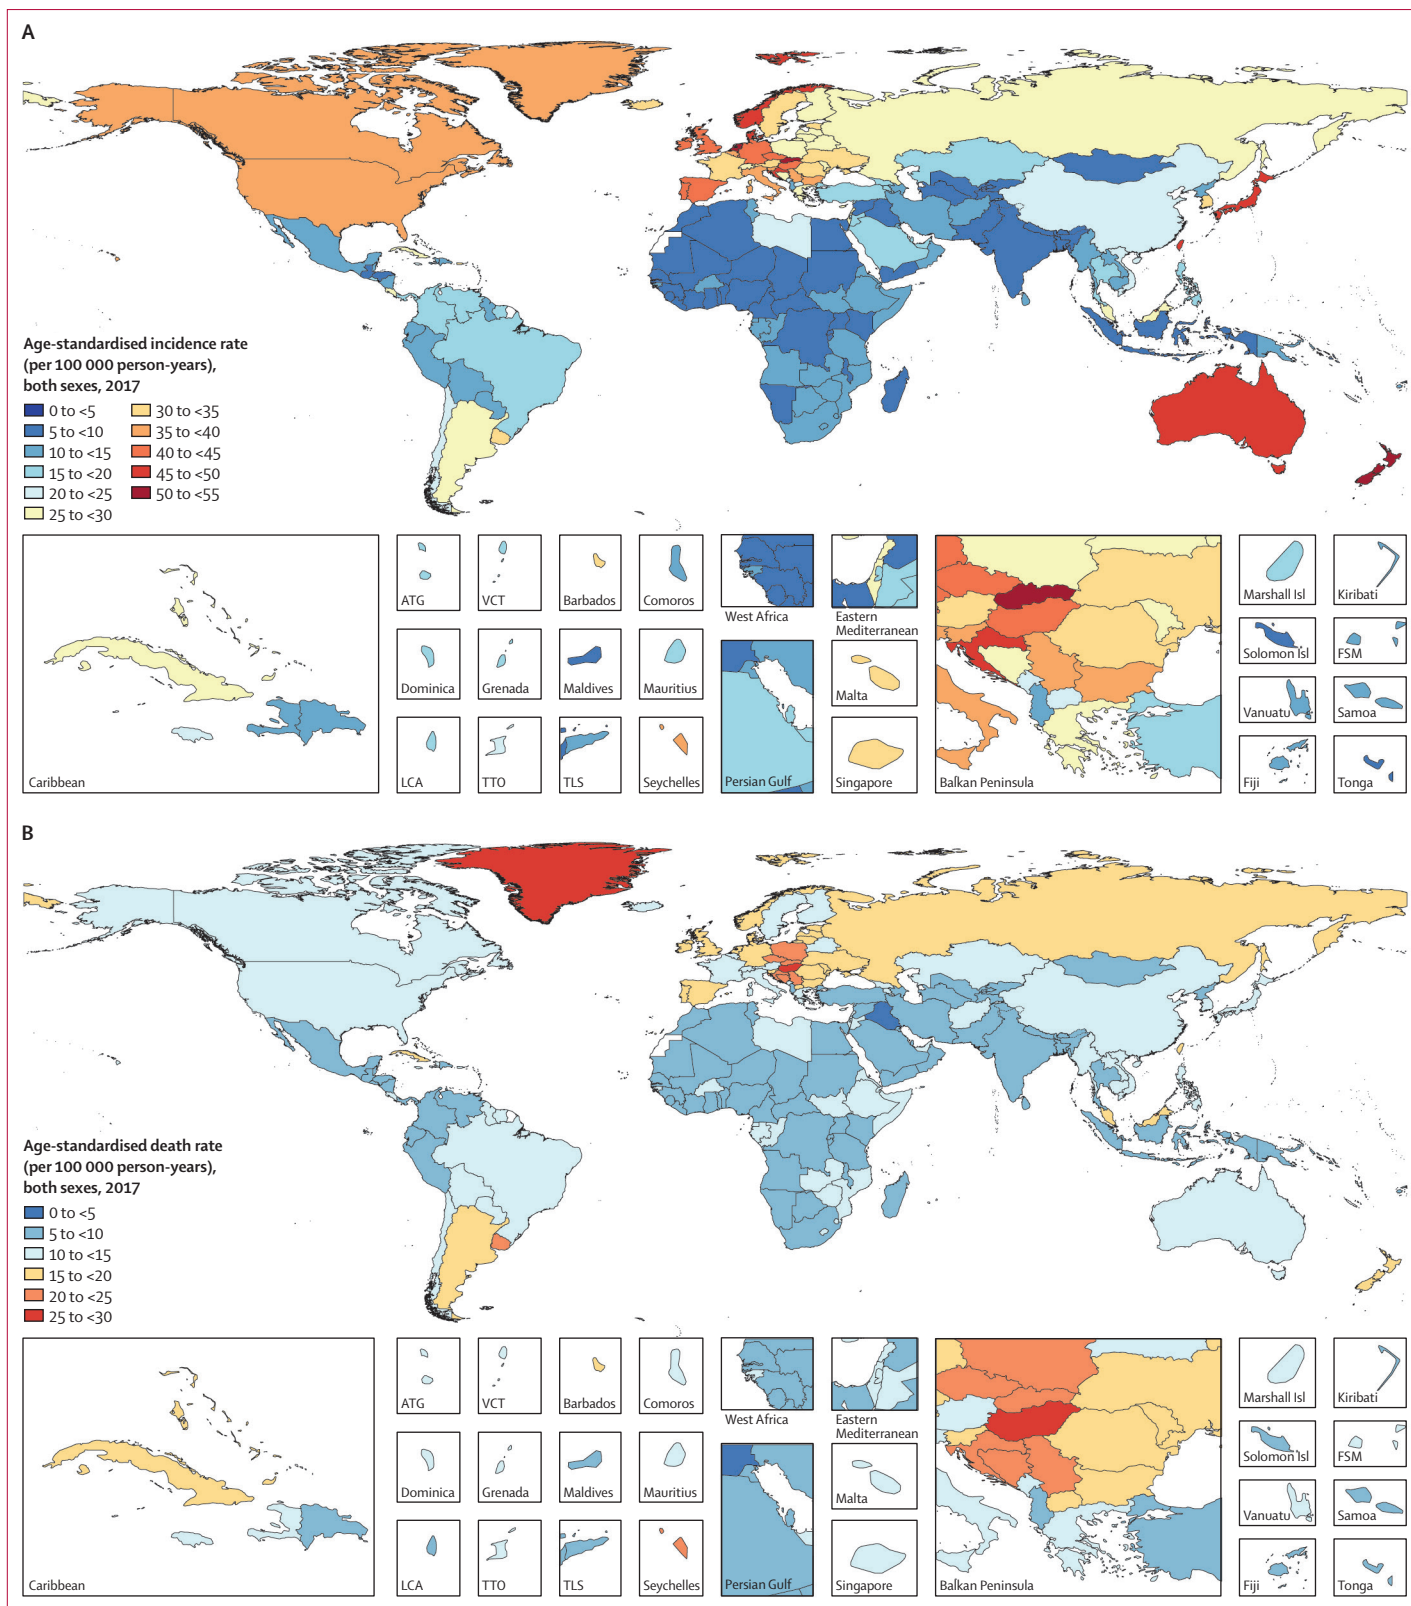 A
Age-standardised incidence rate
(per 100 000 person-years),
both sexes, 2017
0 to <5
5 to <10
10 to <15
15 to <20
20 to <25
25 to <30
30 to <35
35 to <40
40 to <45
45 to <50
50 to <55
Caribbean
ATG
VCT
Barbados
Comoros
Dominica
Grenada
Maldives
Mauritius
LCA
TTO
TLS
Seychelles
West Africa
Eastern
Mediterranean
Persian Gulf
Malta
Singapore
Balkan Peninsula
Marshall Isl
Kiribati
Solomon Isl
FSM
Vanuatu
Samoa
Fiji
Tonga
B
Age-standardised death rate
(per 100 000 person-years),
both sexes, 2017
0 to <5
5 to <10
10 to <15
15 to <20
20 to <25
25 to <30
Caribbean
ATG
VCT
Barbados
Comoros
Dominica
Grenada
Maldives
Mauritius
LCA
TTO
TLS
Seychelles
West Africa
Eastern
Mediterranean
Persian Gulf
Malta
Singapore
Balkan Peninsula
Marshall Isl
Kiribati
Solomon Isl
FSM
Vanuatu
Samoa
Fiji
Tonga